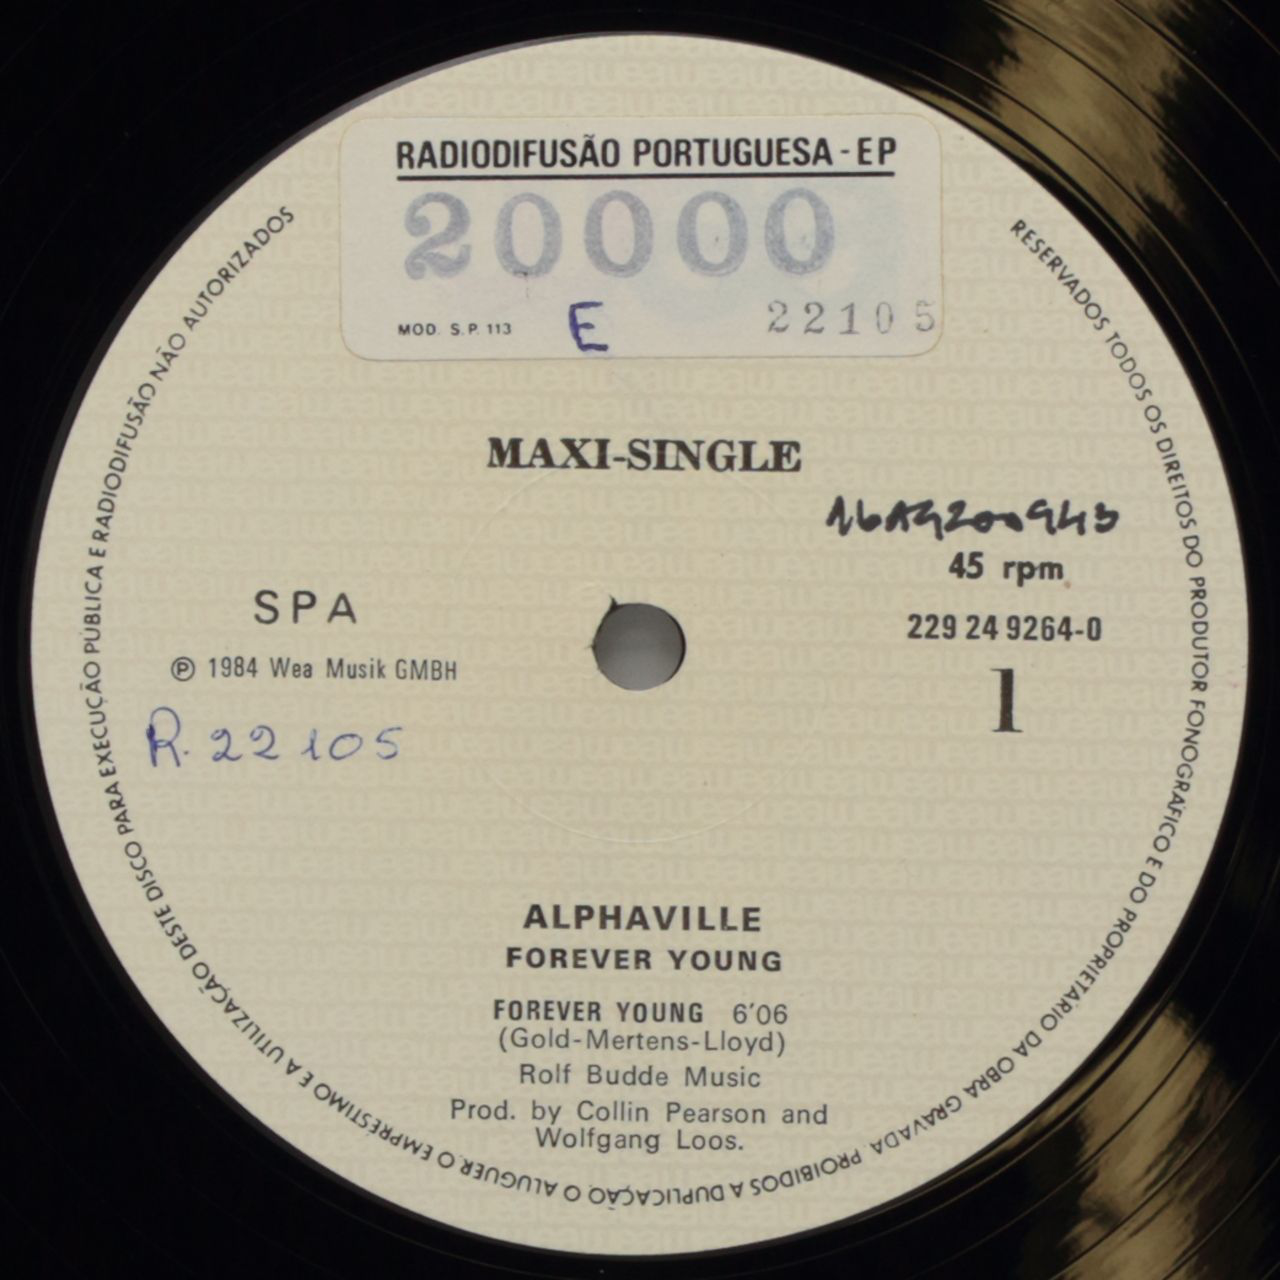 RADIODIFUSÃO PORTUGUESA - EP
20000
MOD. S.P. 113
E
22105
MAXI-SINGLE
45 rpm
SPA
229 24 9264-0
℗ 1984 Wea Musik GMBH
1
R. 22105
ALPHAVILLE
FOREVER YOUNG
FOREVER YOUNG 6'06
(Gold-Mertens-Lloyd)
Rolf Budde Music
Prod. by Collin Pearson and
Wolfgang Loos.
RESERVADOS TODOS OS DIREITOS DO PRODUTOR FONOGRÁFICO E DO PROPRIETÁRIO DA OBRA GRAVADA. PROIBIDOS A DUPLICAÇÃO, O ALUGUER, O EMPRÉSTIMO E A UTILIZAÇÃO DESTE DISCO PARA EXECUÇÃO PÚBLICA E RADIODIFUSÃO NÃO AUTORIZADOS